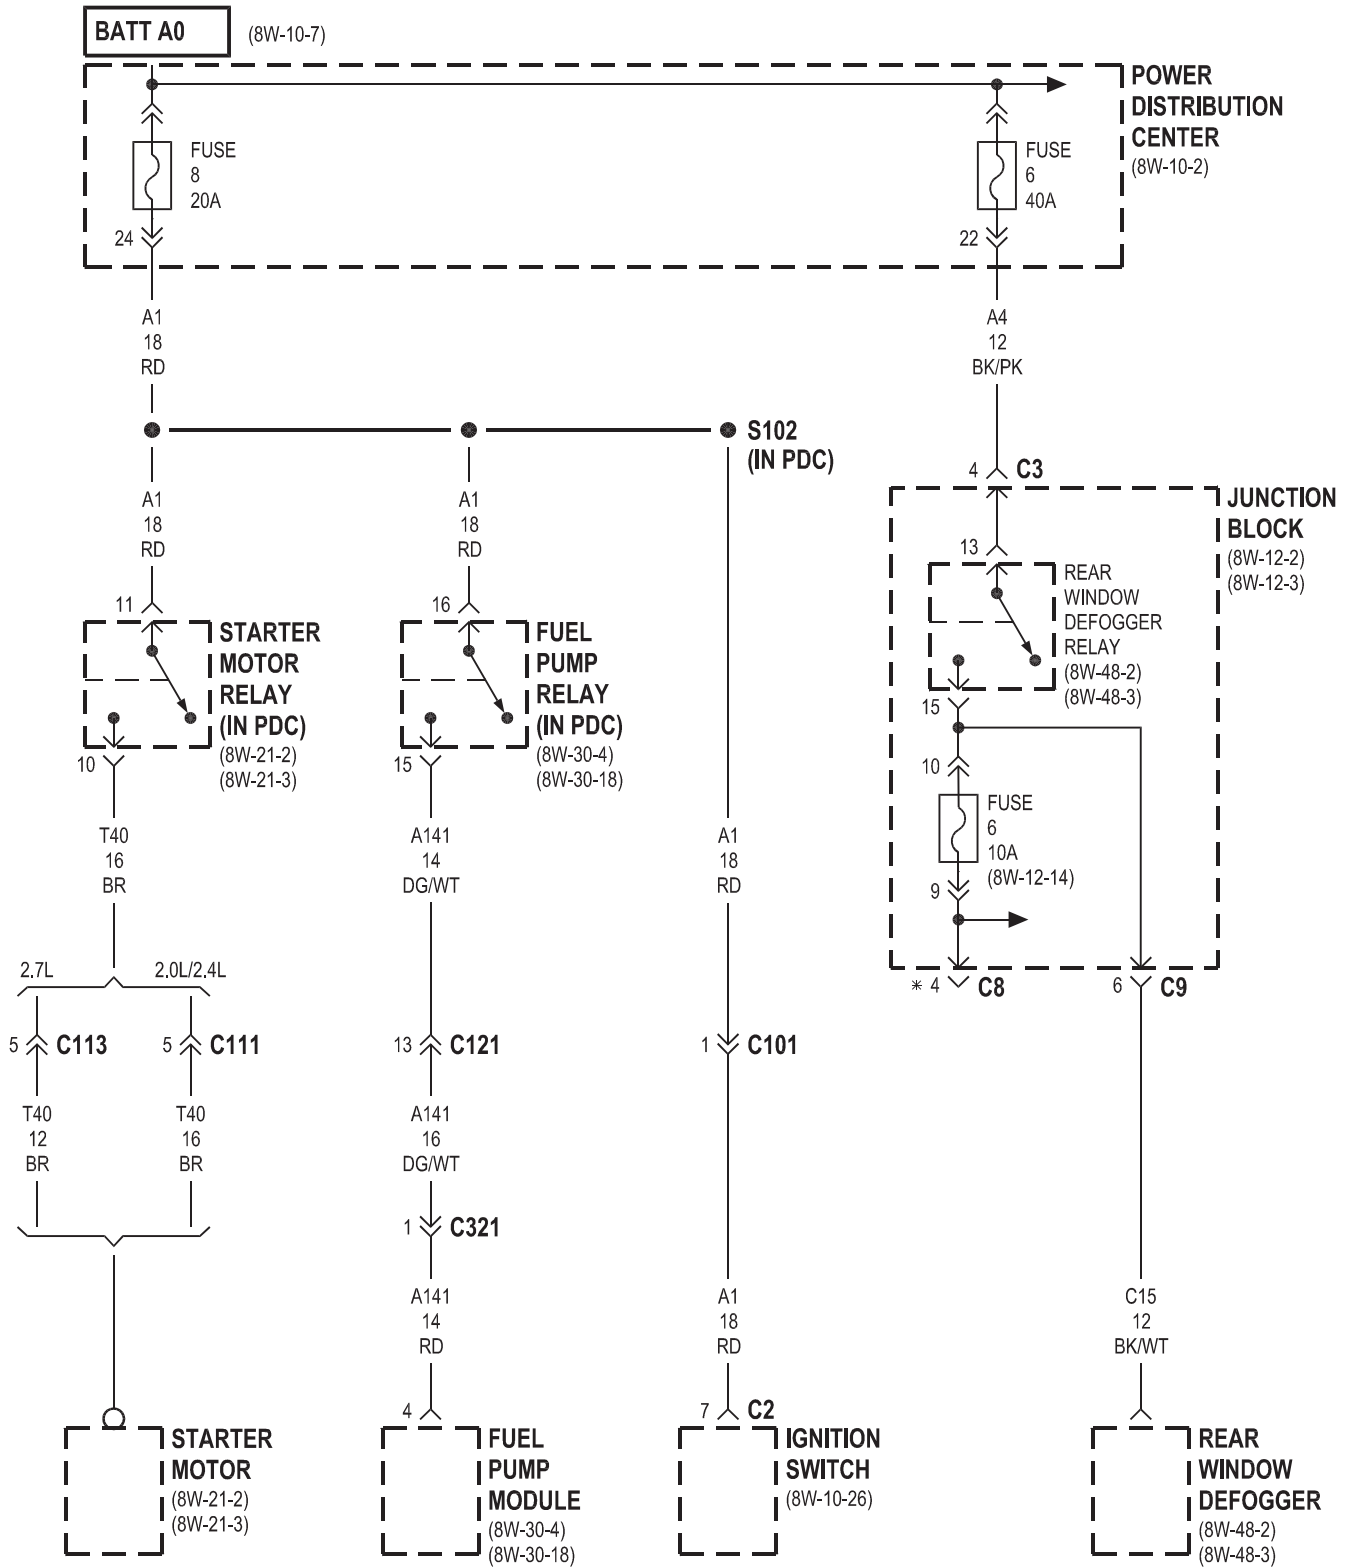 BATT A0
(8W-10-7)
POWER
DISTRIBUTION
CENTER
(8W-10-2)
FUSE
8
20A
24
FUSE
6
40A
22
A1
18
RD
A4
12
BK/PK
S102
(IN PDC)
4
C3
JUNCTION
BLOCK
(8W-12-2)
(8W-12-3)
A1
18
RD
A1
18
RD
13
REAR
WINDOW
DEFOGGER
RELAY
(8W-48-2)
(8W-48-3)
11
STARTER
MOTOR
RELAY
(IN PDC)
(8W-21-2)
(8W-21-3)
10
16
FUEL
PUMP
RELAY
(IN PDC)
(8W-30-4)
(8W-30-18)
15
15
10
FUSE
6
10A
(8W-12-14)
9
T40
16
BR
A141
14
DG/WT
A1
18
RD
2.7L
2.0L/2.4L
* 4
C8
6
C9
5
C113
5
C111
13
C121
1
C101
T40
12
BR
T40
16
BR
A141
16
DG/WT
1
C321
A141
14
RD
A1
18
RD
C15
12
BK/WT
4
7
C2
STARTER
MOTOR
(8W-21-2)
(8W-21-3)
FUEL
PUMP
MODULE
(8W-30-4)
(8W-30-18)
IGNITION
SWITCH
(8W-10-26)
REAR
WINDOW
DEFOGGER
(8W-48-2)
(8W-48-3)